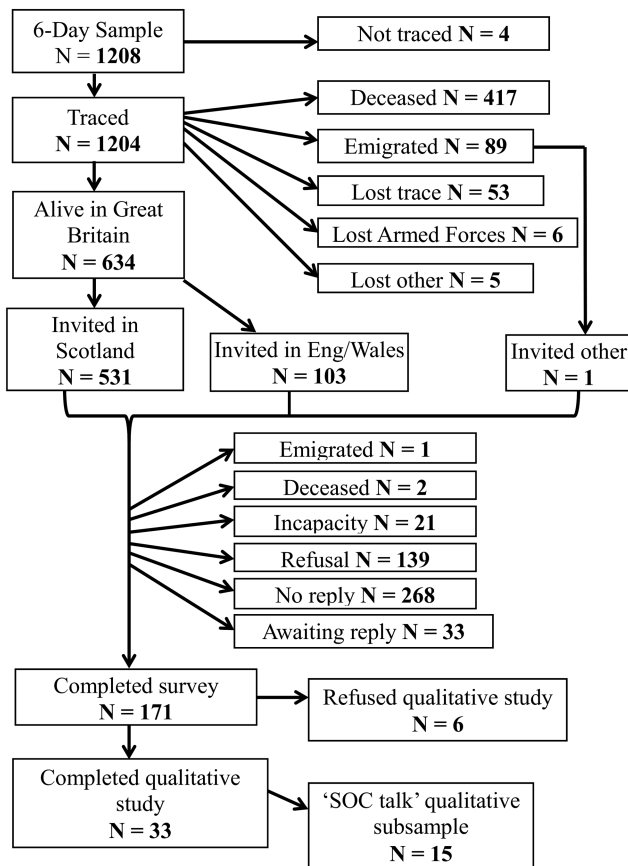 6-Day Sample
N = 1208
Not traced N = 4
Traced
N = 1204
Deceased N = 417
Emigrated N = 89
Lost trace N = 53
Lost Armed Forces N = 6
Lost other N = 5
Alive in Great
Britain
N = 634
Invited in
Scotland
N = 531
Invited in Eng/Wales
N = 103
Invited other
N = 1
Emigrated N = 1
Deceased N = 2
Incapacity N = 21
Refusal N = 139
No reply N = 268
Awaiting reply N = 33
Completed survey
N = 171
Refused qualitative study
N = 6
Completed qualitative
study
N = 33
‘SOC talk’ qualitative
subsample
N = 15